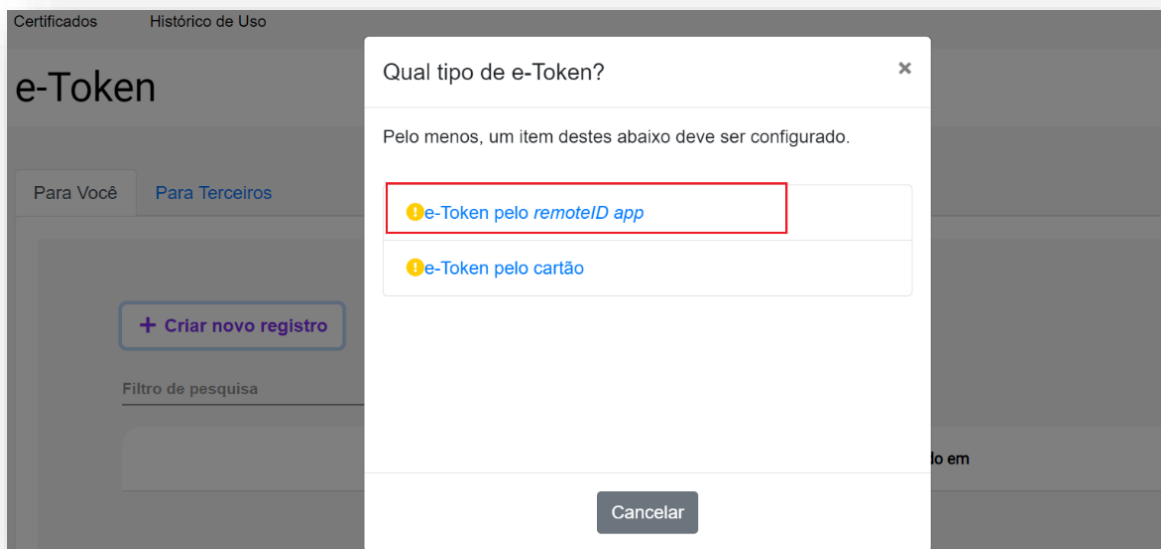 Certificados Histórico de Uso
e-Token
Para Você Para Terceiros
+ Criar novo registro
Filtro de pesquisa
do em
Qual tipo de e-Token? ×
Pelo menos, um item destes abaixo deve ser configurado.
e-Token pelo remoteID app
e-Token pelo cartão
Cancelar